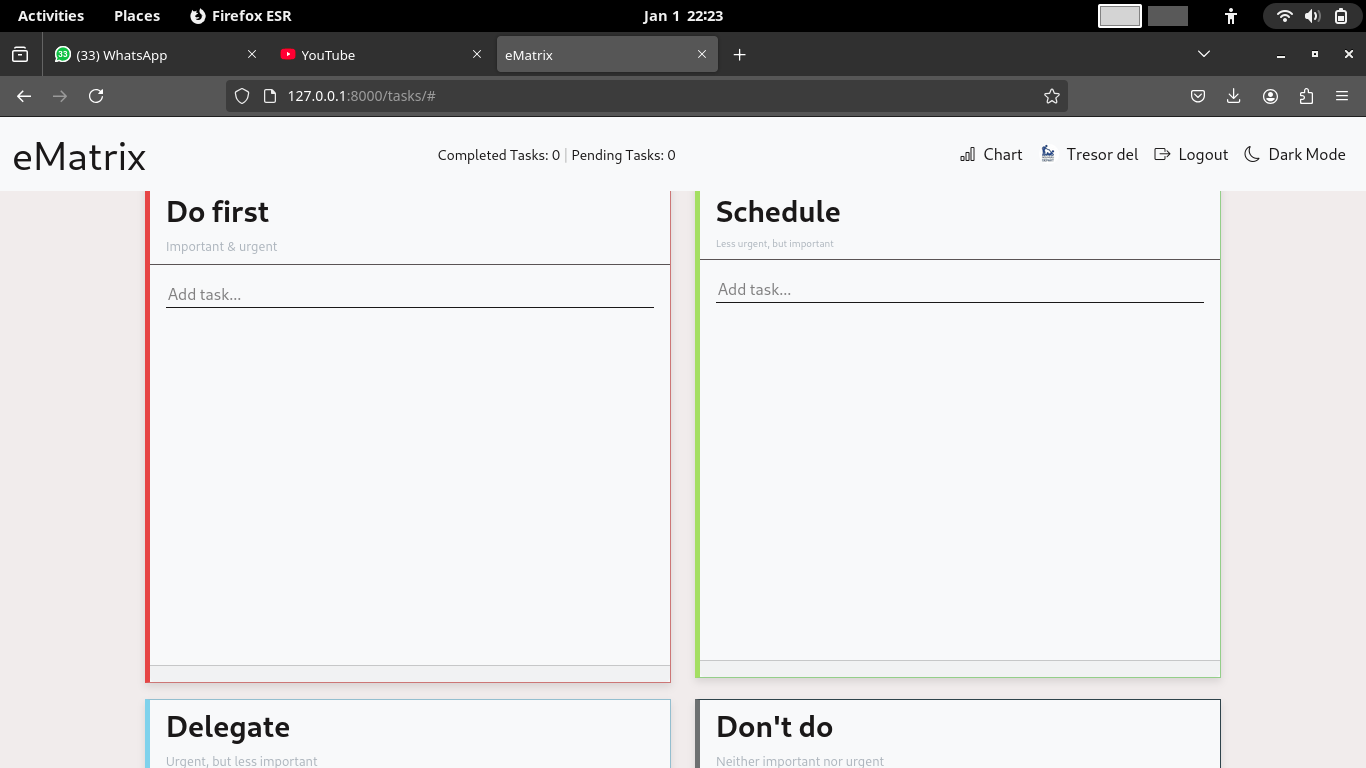 Activities Places Firefox ESR Jan 1 22:23
(33) WhatsApp YouTube eMatrix
127.0.0.1:8000/tasks/#
eMatrix Completed Tasks: 0 | Pending Tasks: 0 Chart Tresor del Logout Dark Mode
Do first
Important & urgent
Add task...
Schedule
Less urgent, but important
Add task...
Delegate
Urgent, but less important
Don't do
Neither important nor urgent